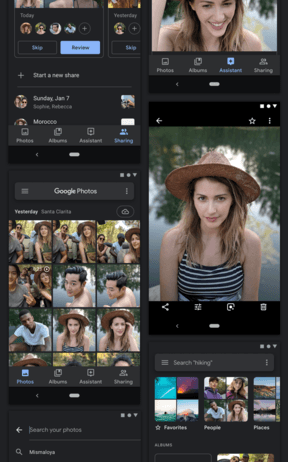 Today
Yesterday
Skip
Review
Skip
Start a new share
Sunday, Jan 7
Sophie, Rebecca
Morocco
Photos
Albums
Assistant
Sharing
Google Photos
Yesterday Santa Clarita
Photos
Albums
Assistant
Sharing
Search your photos
Mismaloya
Photos
Albums
Assistant
Sharing
Search "hiking"
Favorites
People
Places
ALBUMS